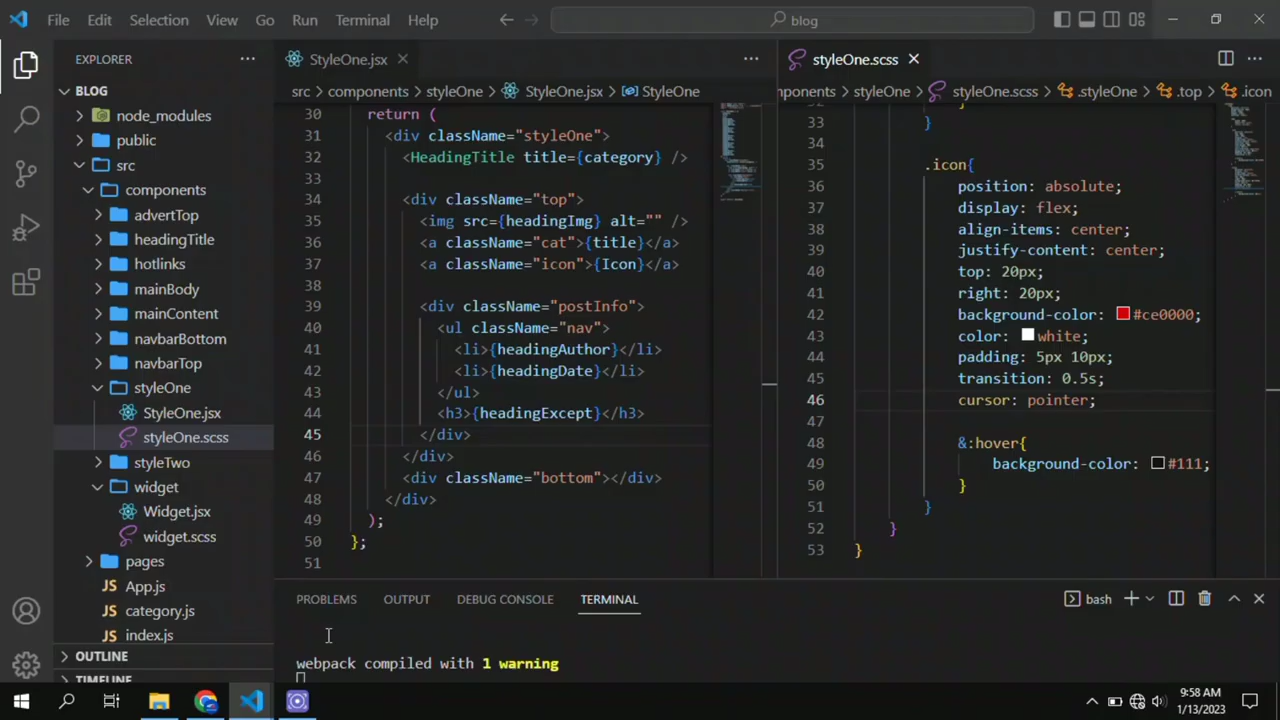 File Edit Selection View Go Run Terminal Help
blog
EXPLORER
BLOG
node_modules
public
src
components
advertTop
headingTitle
hotlinks
mainBody
mainContent
navbarBottom
navbarTop
styleOne
StyleOne.jsx
styleOne.scss
styleTwo
widget
Widget.jsx
widget.scss
pages
JS App.js
JS category.js
JS index.js
OUTLINE
TIMELINE
StyleOne.jsx
src > components > styleOne > StyleOne.jsx > StyleOne
30 return (
31 <div className="styleOne">
32 <HeadingTitle title={category} />
33
34 <div className="top">
35 <img src={headingImg} alt="" />
36 <a className="cat">{title}</a>
37 <a className="icon">{Icon}</a>
38
39 <div className="postInfo">
40 <ul className="nav">
41 <li>{headingAuthor}</li>
42 <li>{headingDate}</li>
43 </ul>
44 <h3>{headingExcept}</h3>
45 </div>
46 </div>
47 <div className="bottom"></div>
48 </div>
49 );
50 };
51
styleOne.scss
mponents > styleOne > styleOne.scss > .styleOne > .top > .icon
33 }
35 .icon{
36 position: absolute;
37 display: flex;
38 align-items: center;
39 justify-content: center;
40 top: 20px;
41 right: 20px;
42 background-color: #ce0000;
43 color: white;
44 padding: 5px 10px;
45 transition: 0.5s;
46 cursor: pointer;
47
48 &:hover{
49 background-color: #111;
50 }
51 }
52 }
53 }
PROBLEMS OUTPUT DEBUG CONSOLE TERMINAL
bash
webpack compiled with 1 warning
9:58 AM
1/13/2023